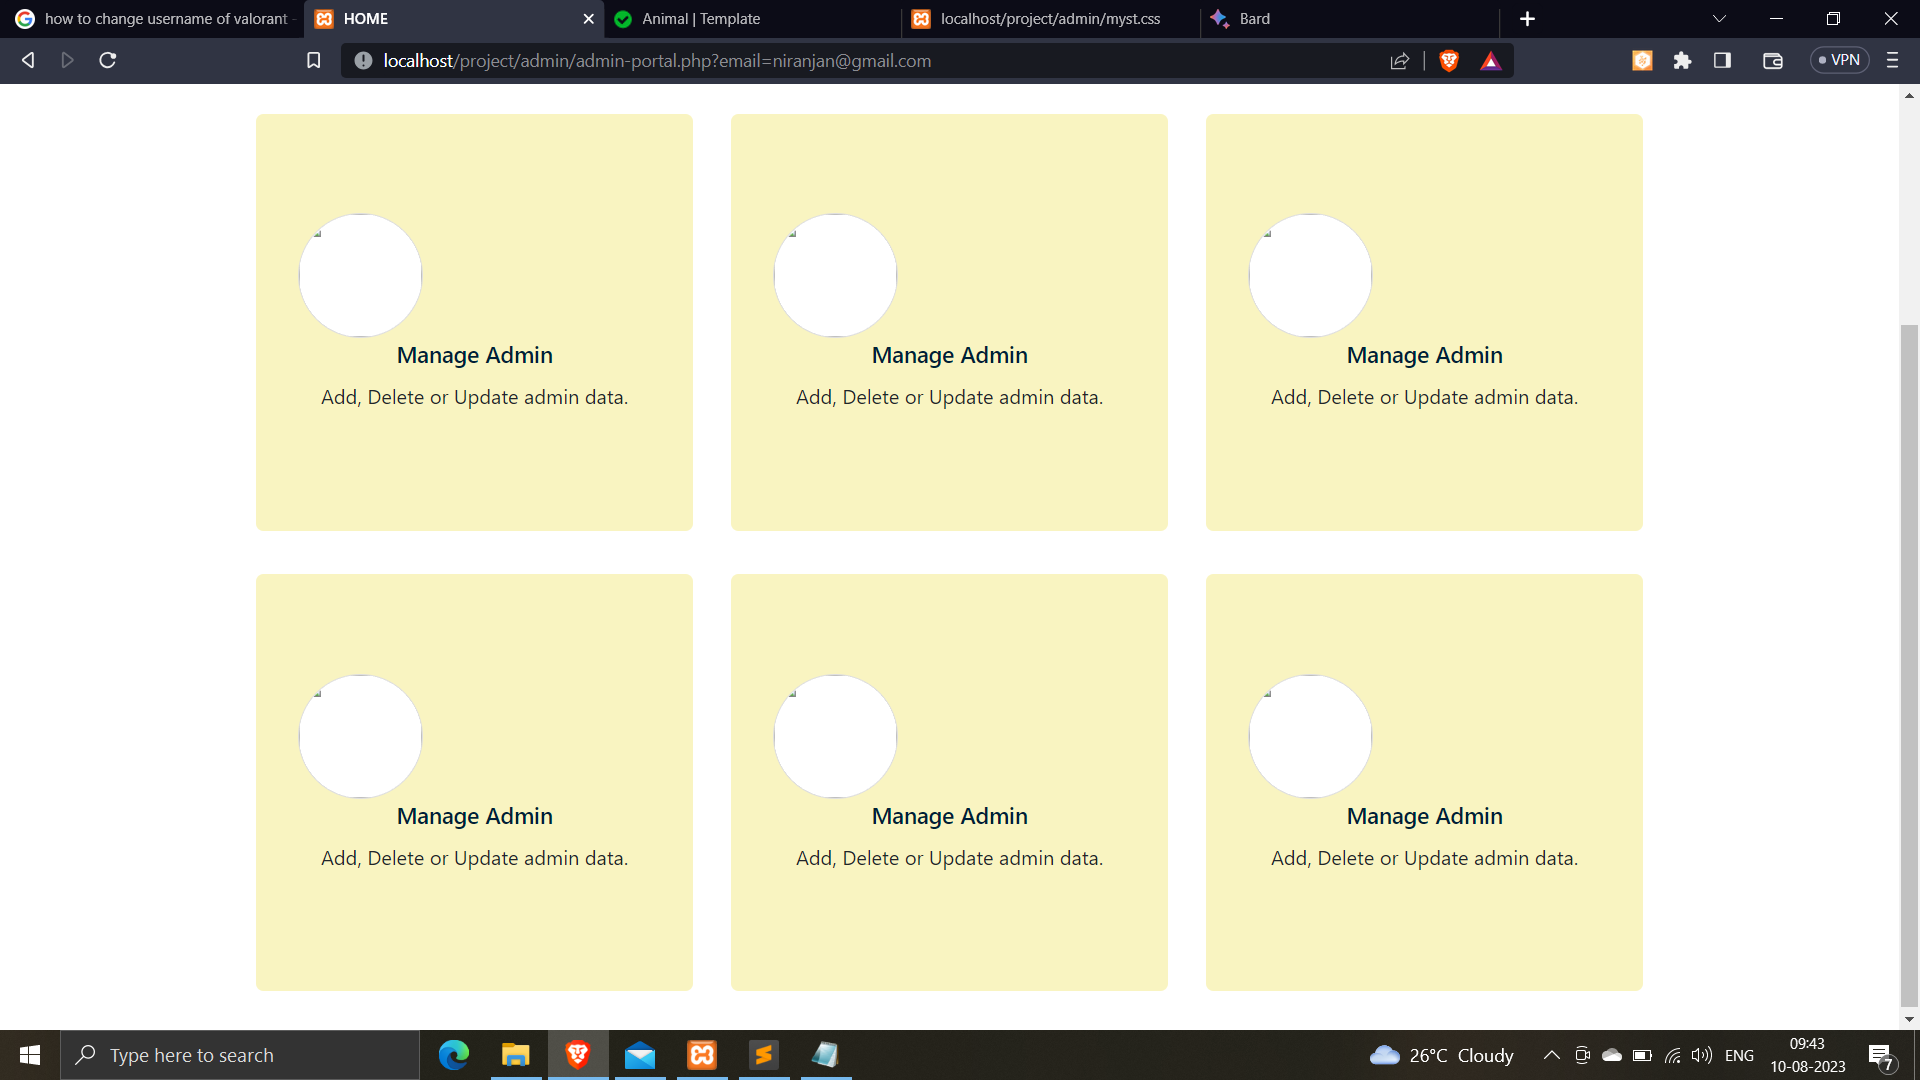 how to change username of valorant -
HOME
Animal | Template
localhost/project/admin/myst.css
Bard
localhost/project/admin/admin-portal.php?email=niranjan@gmail.com
VPN
Manage Admin
Add, Delete or Update admin data.
Manage Admin
Add, Delete or Update admin data.
Manage Admin
Add, Delete or Update admin data.
Manage Admin
Add, Delete or Update admin data.
Manage Admin
Add, Delete or Update admin data.
Manage Admin
Add, Delete or Update admin data.
Type here to search
26°C Cloudy
ENG
09:43
10-08-2023
7